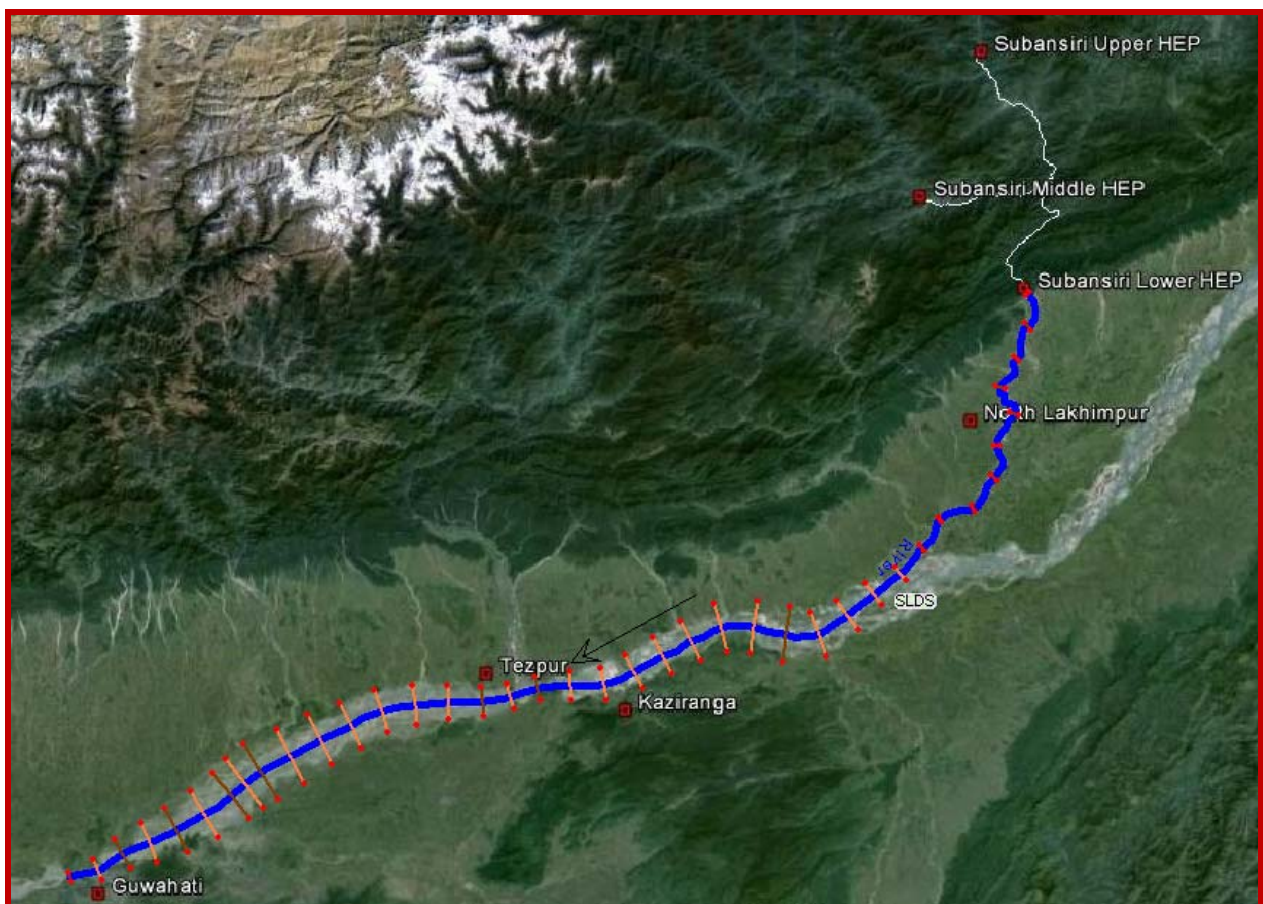 Subansiri Upper HEP
Subansiri Middle HEP
Subansiri Lower HEP
North Lakhimpur
River
SLDS
Tezpur
Kaziranga
Guwahati